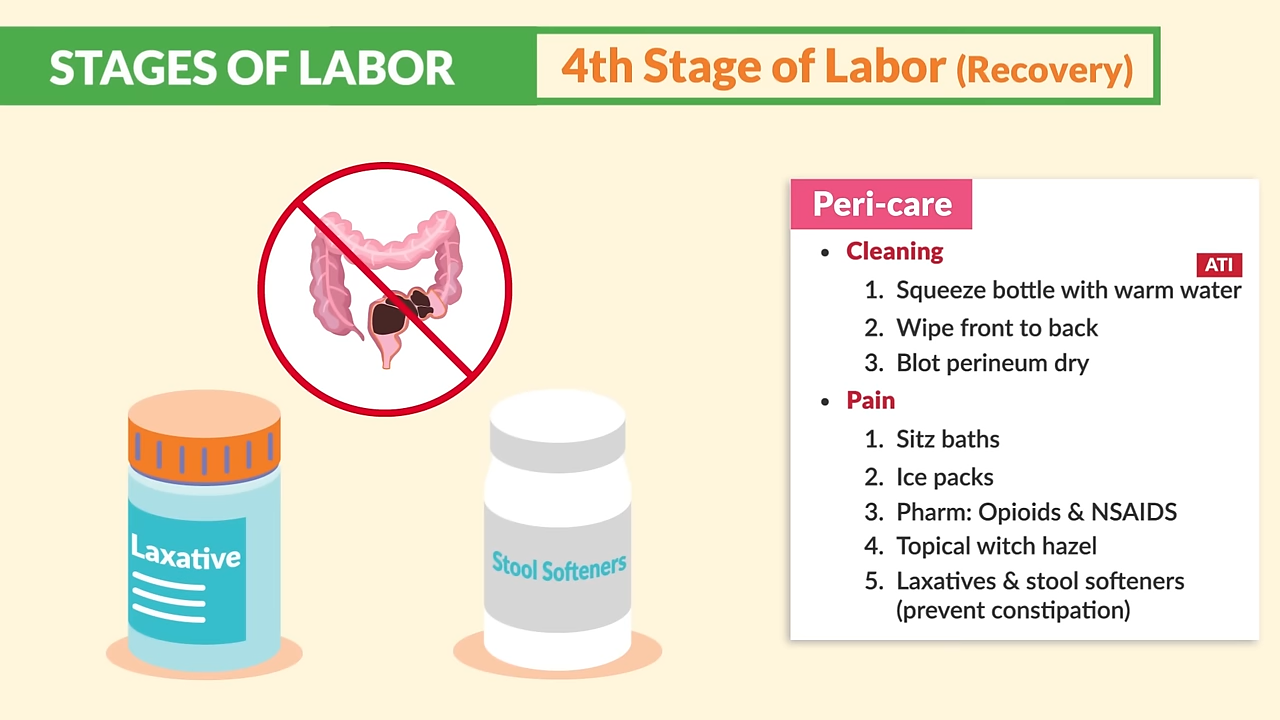 STAGES OF LABOR
4th Stage of Labor (Recovery)
Peri-care
• Cleaning
ATI
1. Squeeze bottle with warm water
2. Wipe front to back
3. Blot perineum dry
• Pain
1. Sitz baths
2. Ice packs
3. Pharm: Opioids & NSAIDS
4. Topical witch hazel
5. Laxatives & stool softeners
(prevent constipation)
Laxative
Stool Softeners